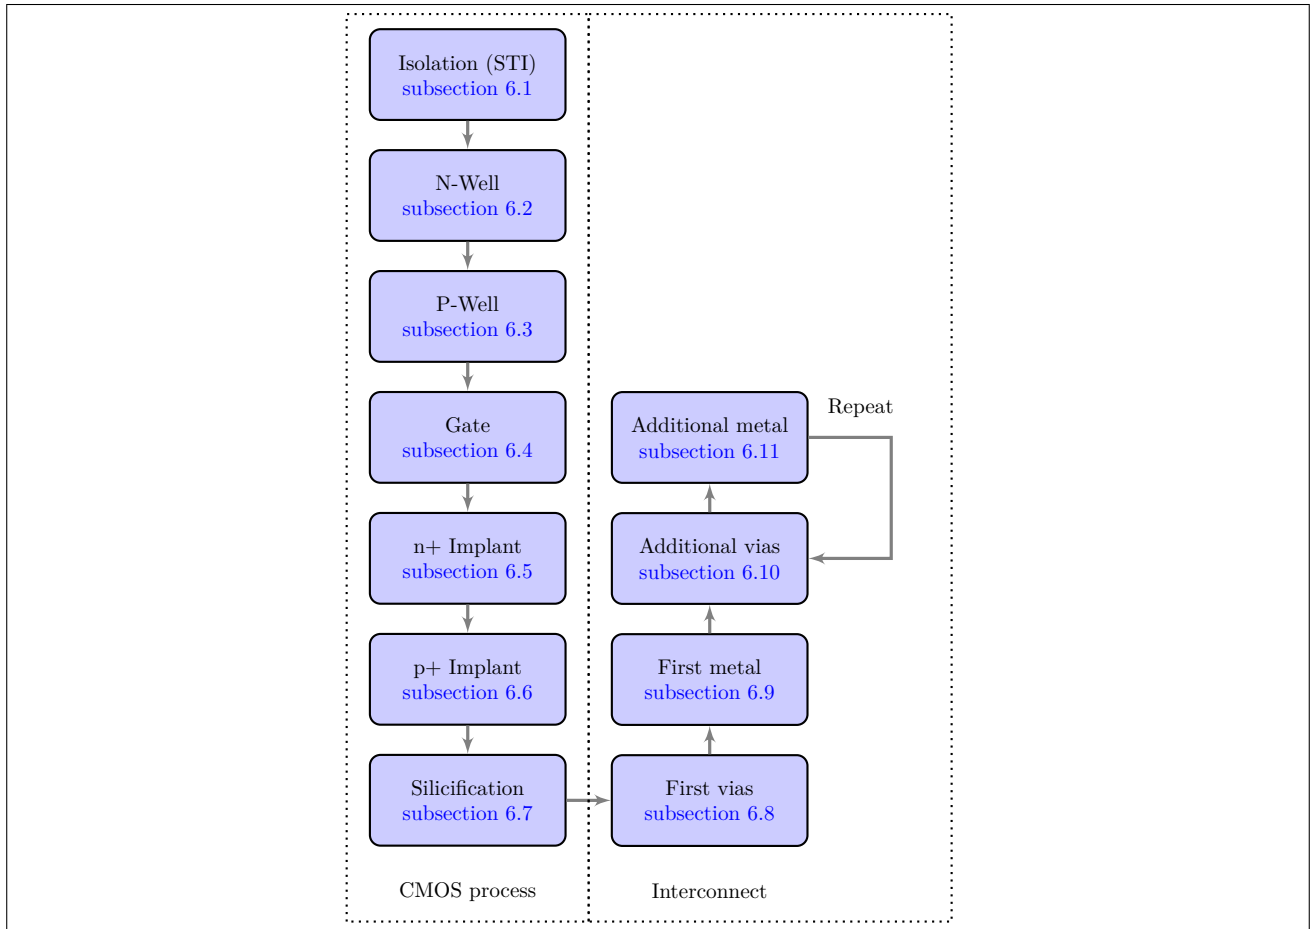 Isolation (STI)
subsection 6.1
N-Well
subsection 6.2
P-Well
subsection 6.3
Gate
subsection 6.4
n+ Implant
subsection 6.5
p+ Implant
subsection 6.6
Silicification
subsection 6.7
CMOS process
Additional metal
subsection 6.11
Repeat
Additional vias
subsection 6.10
First metal
subsection 6.9
First vias
subsection 6.8
Interconnect